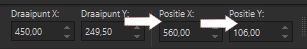 Draaipunt X: Draaipunt Y: Positie X: Positie Y:
450,00 249,50 560,00 106,00